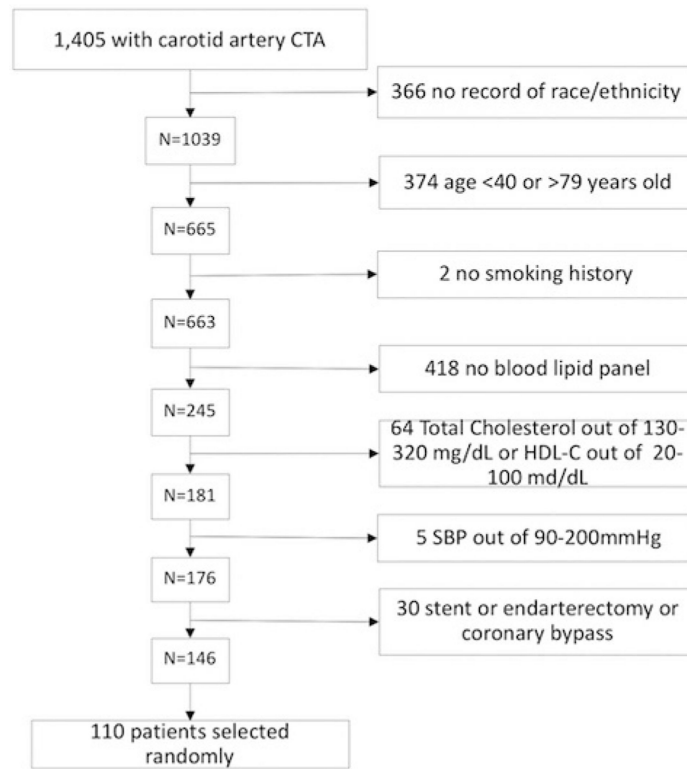 1,405 with carotid artery CTA
366 no record of race/ethnicity
N=1039
374 age <40 or >79 years old
N=665
2 no smoking history
N=663
418 no blood lipid panel
N=245
64 Total Cholesterol out of 130-
320 mg/dL or HDL-C out of 20-
100 md/dL
N=181
5 SBP out of 90-200mmHg
N=176
30 stent or endarterectomy or
coronary bypass
N=146
110 patients selected
randomly